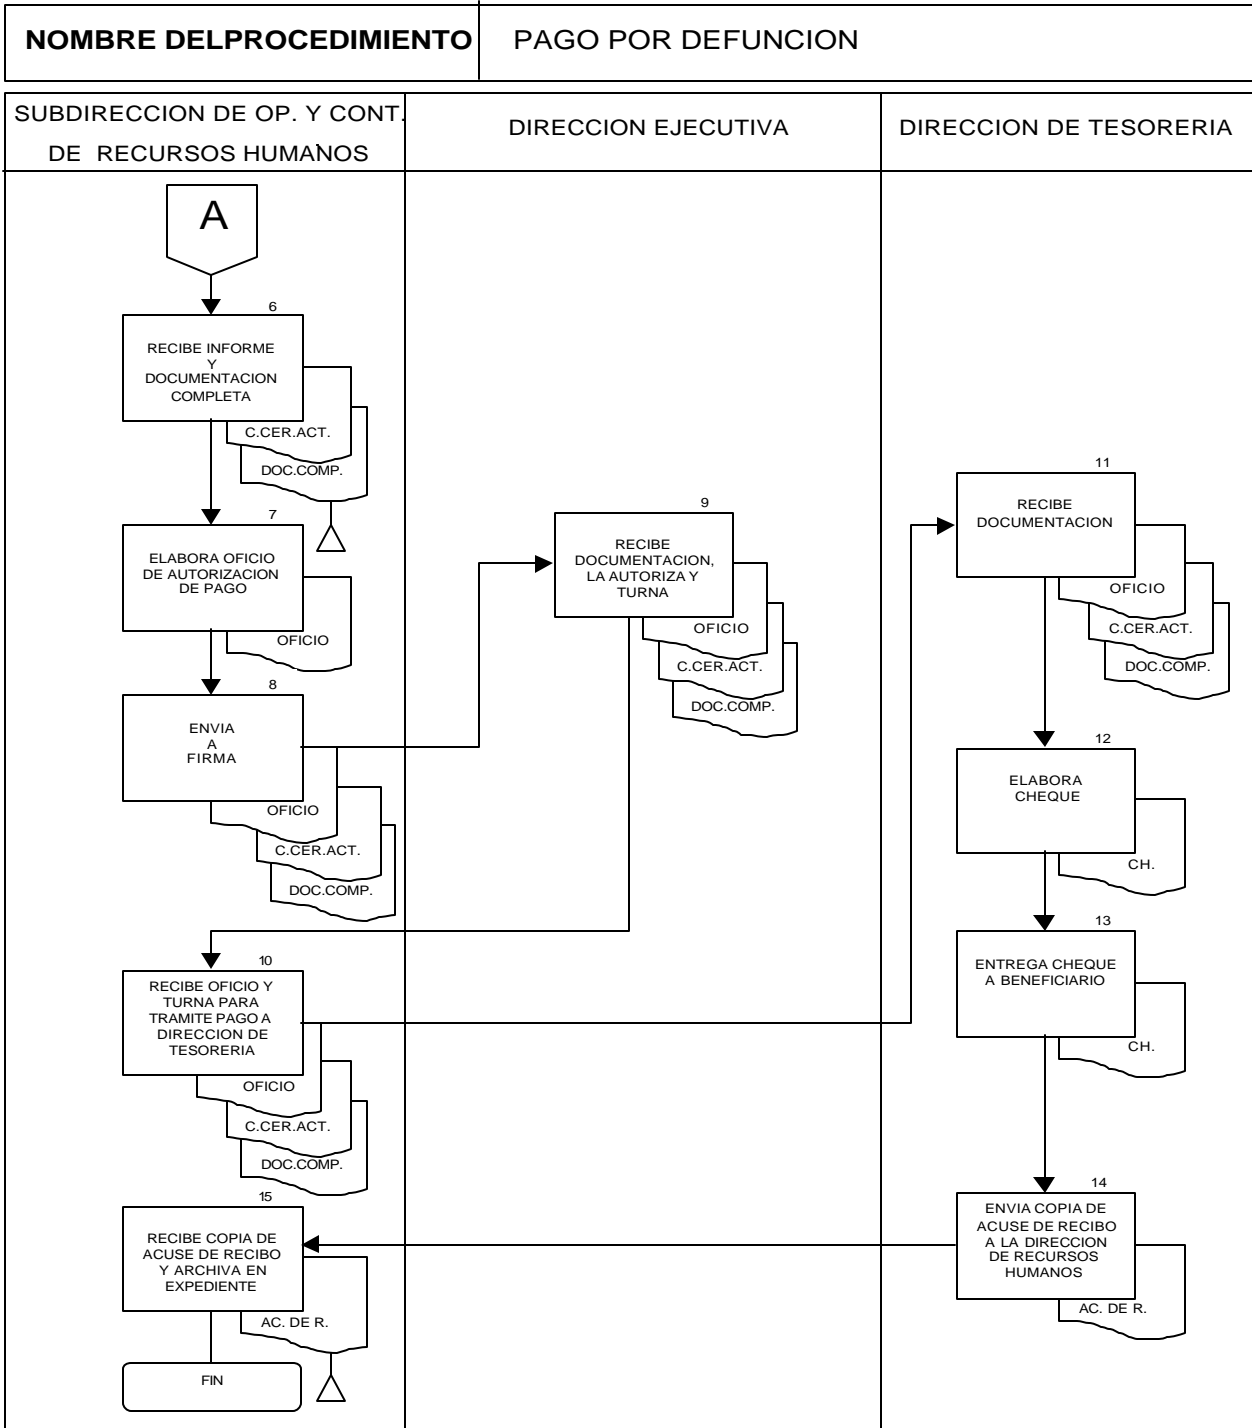 NOMBRE DELPROCEDIMIENTO
PAGO POR DEFUNCION
SUBDIRECCION DE OP. Y CONT.
DE RECURSOS HUMANOS
DIRECCION EJECUTIVA
DIRECCION DE TESORERIA
A
6
RECIBE INFORME
Y
DOCUMENTACION
COMPLETA
C.CER.ACT.
DOC.COMP.
7
ELABORA OFICIO
DE AUTORIZACION
DE PAGO
OFICIO
8
ENVIA
A
FIRMA
OFICIO
C.CER.ACT.
DOC.COMP.
9
RECIBE
DOCUMENTACION,
LA AUTORIZA Y
TURNA
OFICIO
C.CER.ACT.
DOC.COMP.
10
RECIBE OFICIO Y
TURNA PARA
TRAMITE PAGO A
DIRECCION DE
TESORERIA
OFICIO
C.CER.ACT.
DOC.COMP.
11
RECIBE
DOCUMENTACION
OFICIO
C.CER.ACT.
DOC.COMP.
12
ELABORA
CHEQUE
CH.
13
ENTREGA CHEQUE
A BENEFICIARIO
CH.
14
ENVIA COPIA DE
ACUSE DE RECIBO
A LA DIRECCION
DE RECURSOS
HUMANOS
AC. DE R.
15
RECIBE COPIA DE
ACUSE DE RECIBO
Y ARCHIVA EN
EXPEDIENTE
AC. DE R.
FIN